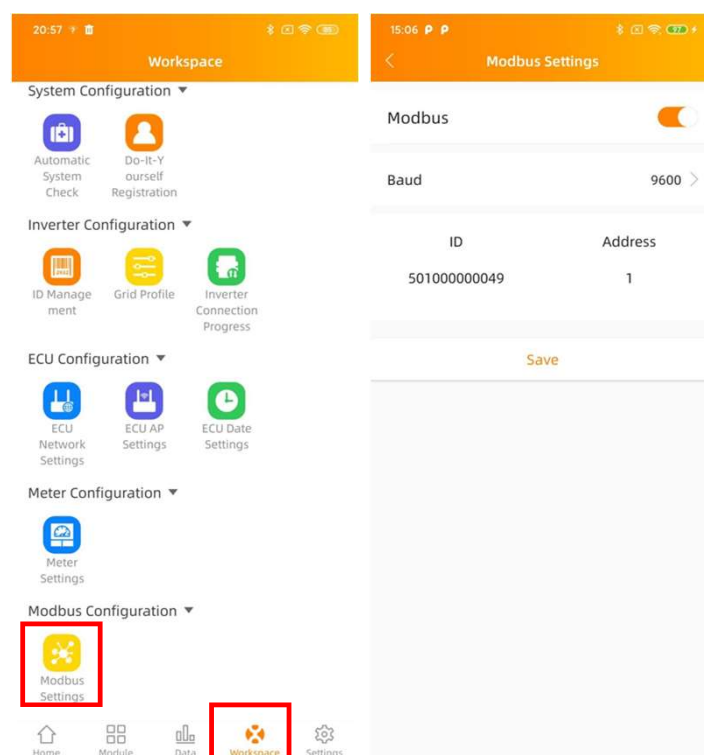 20:57
Workspace
System Configuration
Automatic
System
Check
Do-It-Y
ourself
Registration
Inverter Configuration
ID Manage
ment
Grid Profile
Inverter
Connection
Progress
ECU Configuration
ECU
Network
Settings
ECU AP
Settings
ECU Date
Settings
Meter Configuration
Meter
Settings
Modbus Configuration
Modbus
Settings
Home
Module
Data
Workspace
Settings
15:06
97
Modbus Settings
Modbus
Baud
9600
ID
Address
501000000049
1
Save